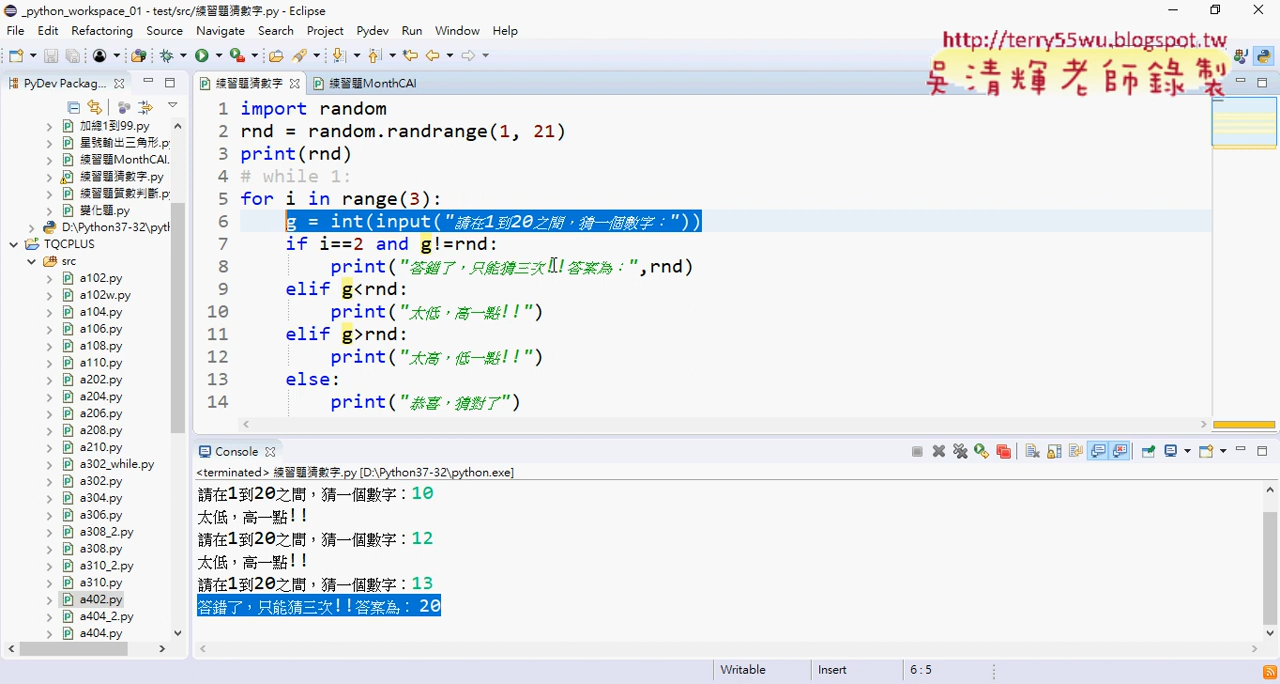 _python_workspace_01 - test/src/練習題猜數字.py - Eclipse
File Edit Refactoring Source Navigate Search Project Pydev Run Window Help
http://terry55wu.blogspot.tw
吳清輝老師錄製
PyDev Packag...
練習題猜數字
練習題MonthCAl
加總1到99.py
星號輸出三角形.py
練習題MonthCAl.
練習題猜數字.py
練習題質數判斷.py
變化題.py
D:\Python37-32\pyth
TQCPLUS
src
a102.py
a102w.py
a104.py
a106.py
a108.py
a110.py
a202.py
a204.py
a206.py
a208.py
a210.py
a302_while.py
a302.py
a304.py
a306.py
a308_2.py
a308.py
a310_2.py
a310.py
a402.py
a404_2.py
a404.py
1 import random
2 rnd = random.randrange(1, 21)
3 print(rnd)
4 # while 1:
5 for i in range(3):
6 g = int(input("請在1到20之間，猜一個數字："))
7 if i==2 and g!=rnd:
8 print("答錯了，只能猜三次!!答案為：",rnd)
9 elif g<rnd:
10 print("太低，高一點!!")
11 elif g>rnd:
12 print("太高，低一點!!")
13 else:
14 print("恭喜，猜對了")
Console
<terminated> 練習題猜數字.py [D:\Python37-32\python.exe]
請在1到20之間，猜一個數字：10
太低，高一點!!
請在1到20之間，猜一個數字：12
太低，高一點!!
請在1到20之間，猜一個數字：13
答錯了，只能猜三次!!答案為： 20
Writable Insert 6 : 5